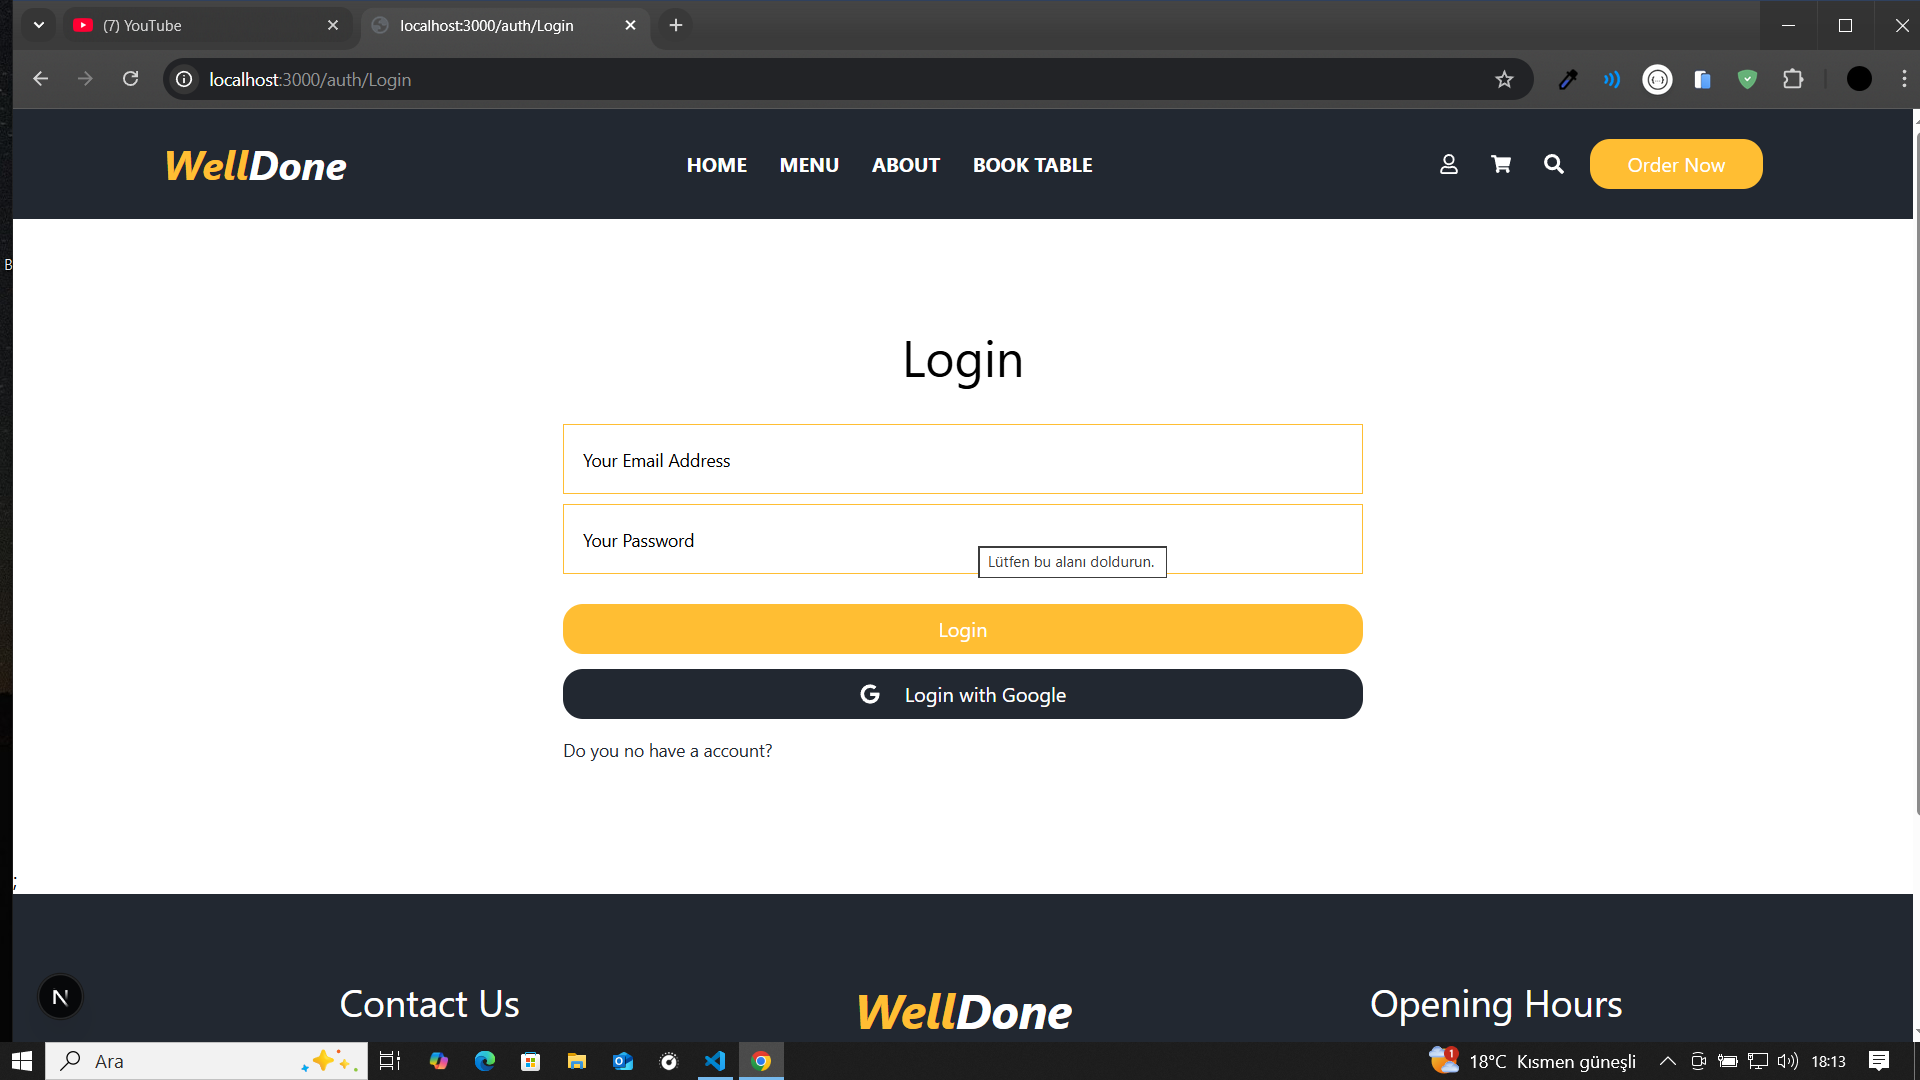 (7) YouTube
localhost:3000/auth/Login
localhost:3000/auth/Login
WellDone
HOME MENU ABOUT BOOK TABLE
Order Now
B
Login
Your Email Address
Your Password
Lütfen bu alanı doldurun.
Login
G Login with Google
Do you no have a account?
;
N
Contact Us
WellDone
Opening Hours
Ara
1
18°C Kısmen güneşli
18:13